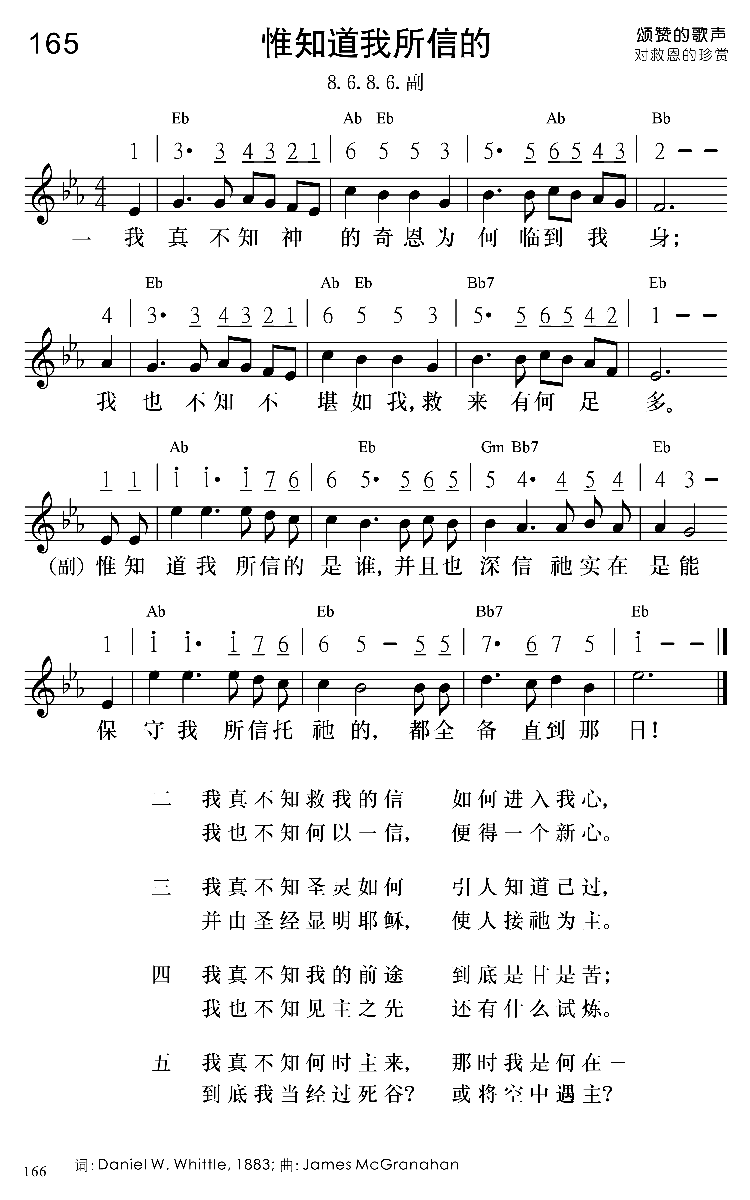 165
惟知道我所信的
颂赞的歌声
对救恩的珍赏
8.6.8.6.副
Eb Ab Eb Ab Bb
1 | 3· 3 4 3 2 1 | 6 5 5 3 | 5· 5 6 5 4 3 | 2 – –
4/4
一 我 真 不 知 神 的 奇 恩 为 何 临 到 我 身;
Eb Ab Eb Bb7 Eb
4 | 3· 3 4 3 2 1 | 6 5 5 3 | 5· 5 6 5 4 2 | 1 – –
我 也 不 知 不 堪 如 我, 救 来 有 何 足 多。
Ab Eb Gm Bb7 Eb
1 1 | i i· i 7 6 | 6 5· 5 6 5 | 5 4· 4 5 4 | 4 3 –
(副) 惟 知 道 我 所 信 的 是 谁, 并 且 也 深 信 祂 实 在 是 能
Ab Eb Bb7 Eb
1 | i i· i 7 6 | 6 5 – 5 5 | 7· 6 7 5 | i – –
保 守 我 所 信 托 祂 的, 都 全 备 直 到 那 日!
二 我真不知救我的信 如何进入我心,
我也不知何以一信, 便得一个新心。
三 我真不知圣灵如何 引人知道己过,
并由圣经显明耶稣, 使人接祂为主。
四 我真不知我的前途 到底是甘是苦;
我也不知见主之先 还有什么试炼。
五 我真不知何时主来, 那时我是何在–
到底我当经过死谷? 或将空中遇主?
词: Daniel W. Whittle, 1883; 曲: James McGranahan
166